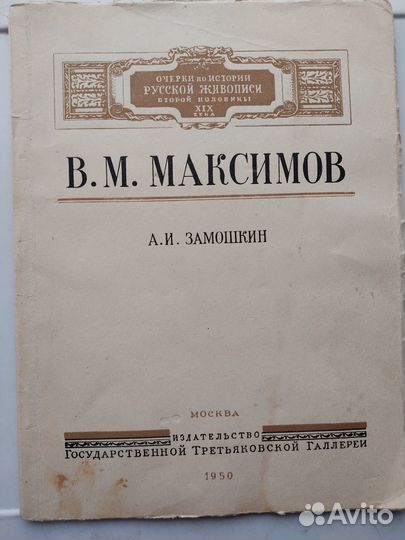 ОЧЕРКИ ПО ИСТОРИИ
РУССКОЙ ЖИВОПИСИ
ВТОРОЙ ПОЛОВИНЫ
XIX
ВЕКА
В. М. МАКСИМОВ
А. И. ЗАМОШКИН
МОСКВА
ИЗДАТЕЛЬСТВО
ГОСУДАРСТВЕННОЙ ТРЕТЬЯКОВСКОЙ ГАЛЛЕРЕИ
1950
Avito